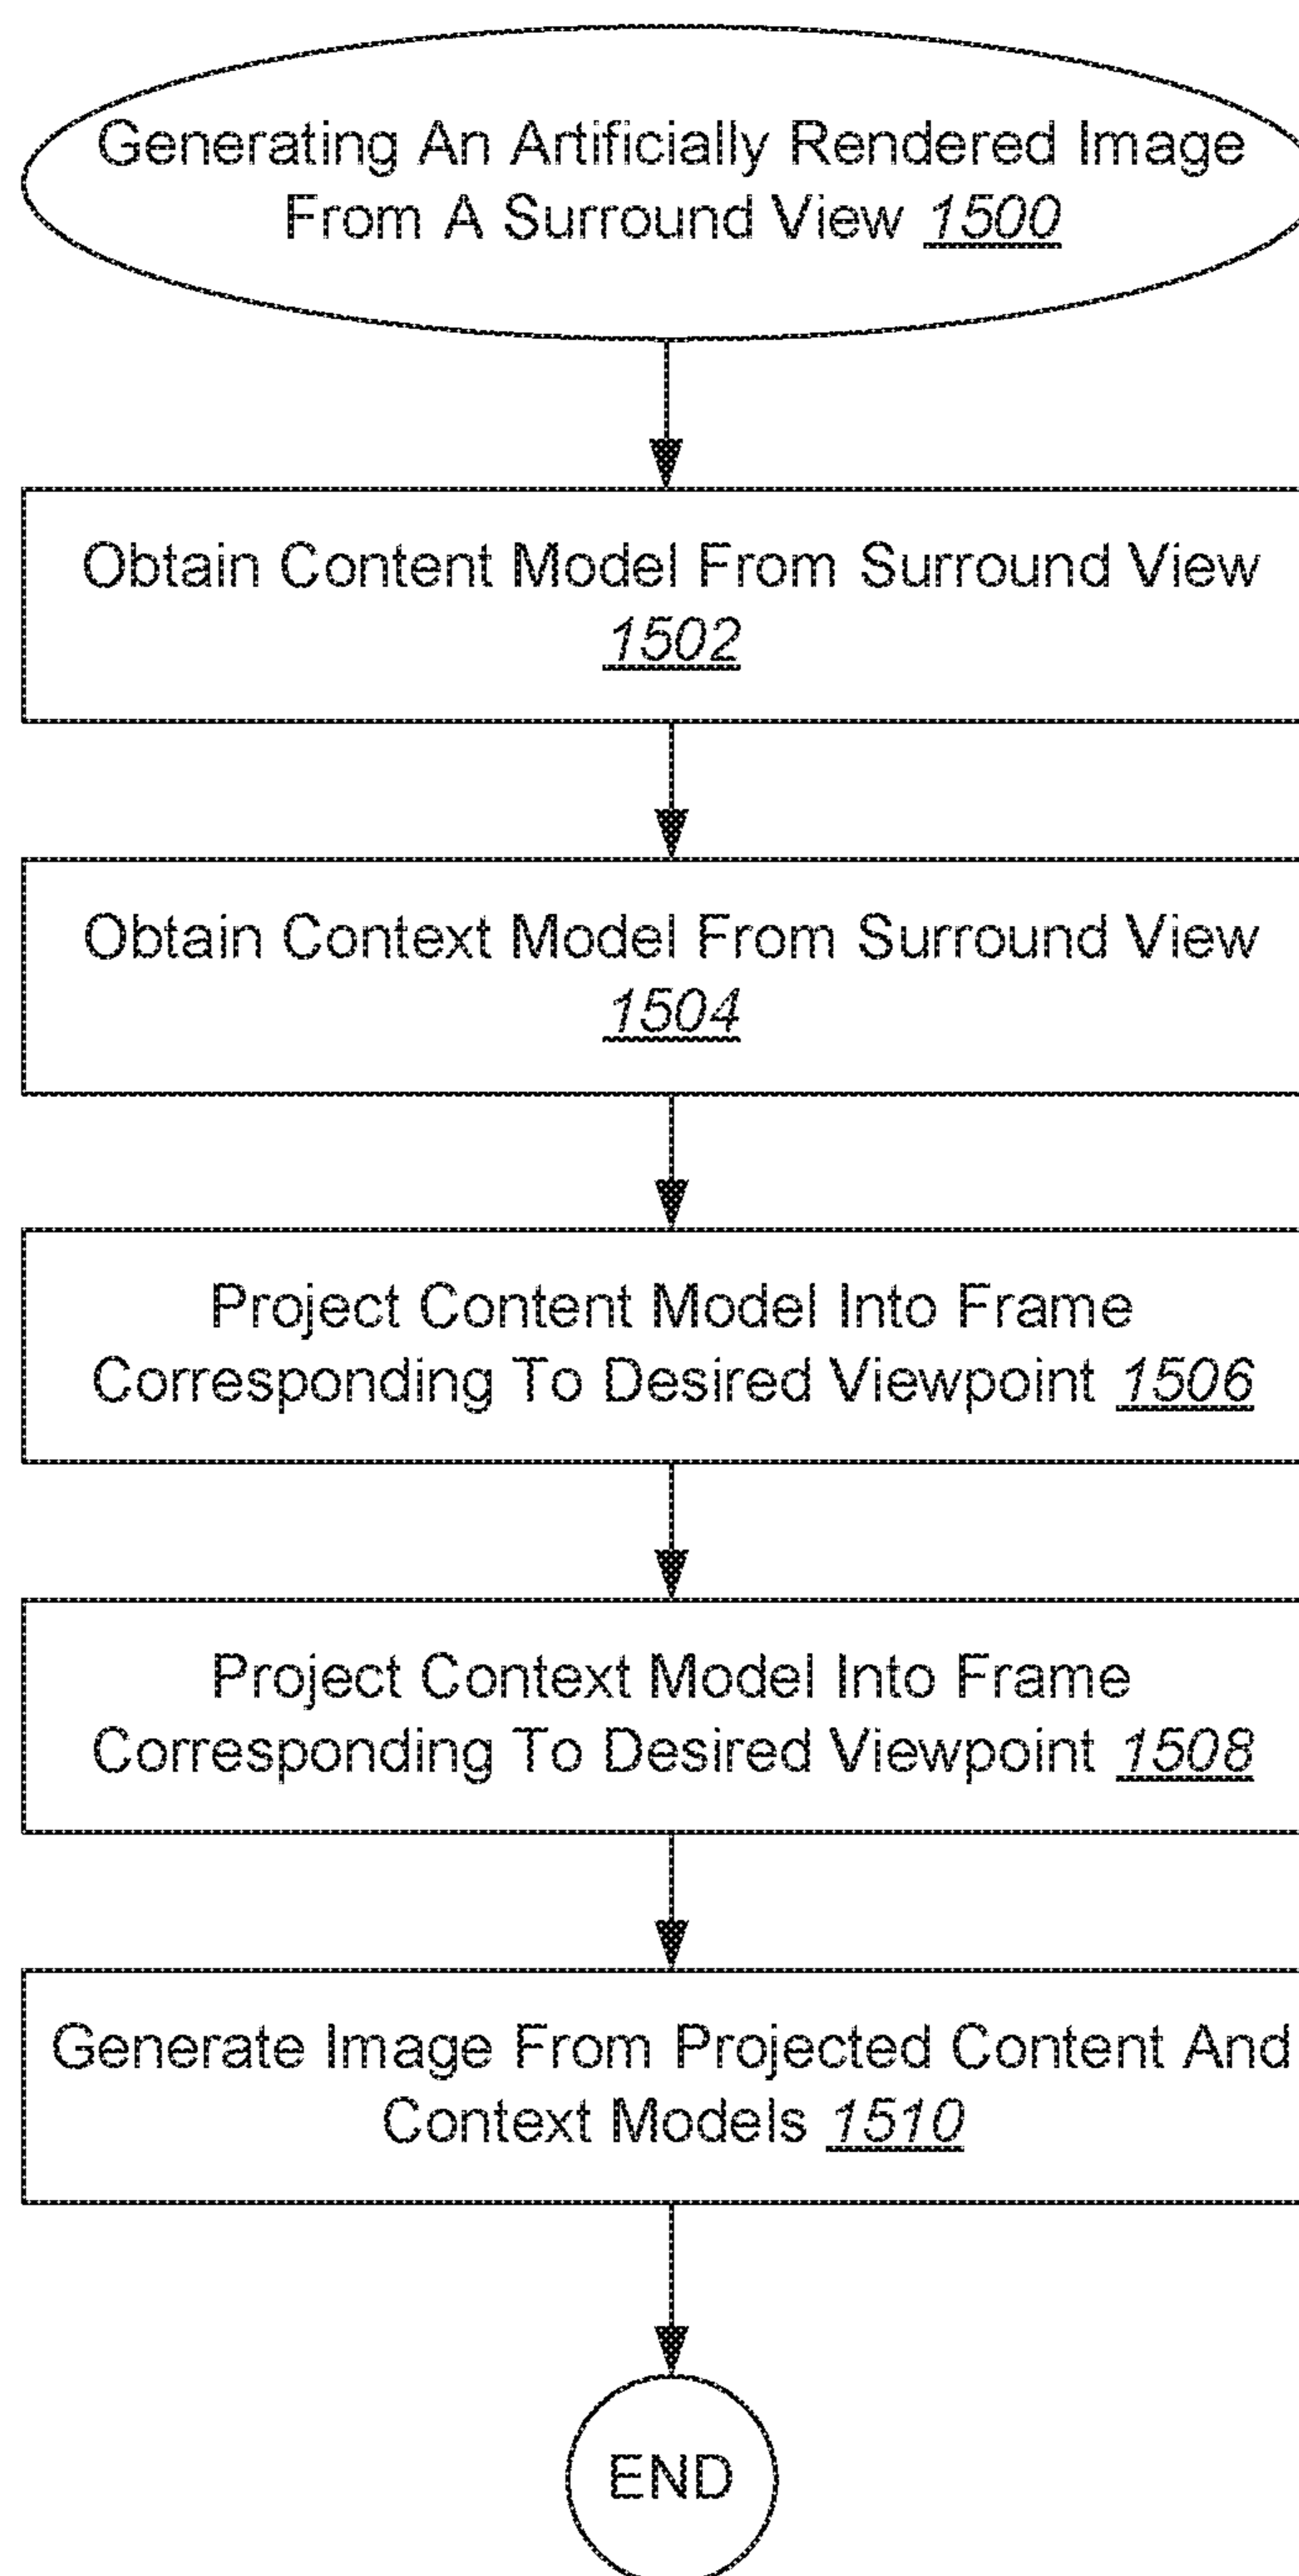 Generating An Artificially Rendered Image
From A Surround View 1500
Obtain Content Model From Surround View
1502
Obtain Context Model From Surround View
1504
Project Content Model Into Frame
Corresponding To Desired Viewpoint 1506
Project Context Model Into Frame
Corresponding To Desired Viewpoint 1508
Generate Image From Projected Content And
Context Models 1510
END